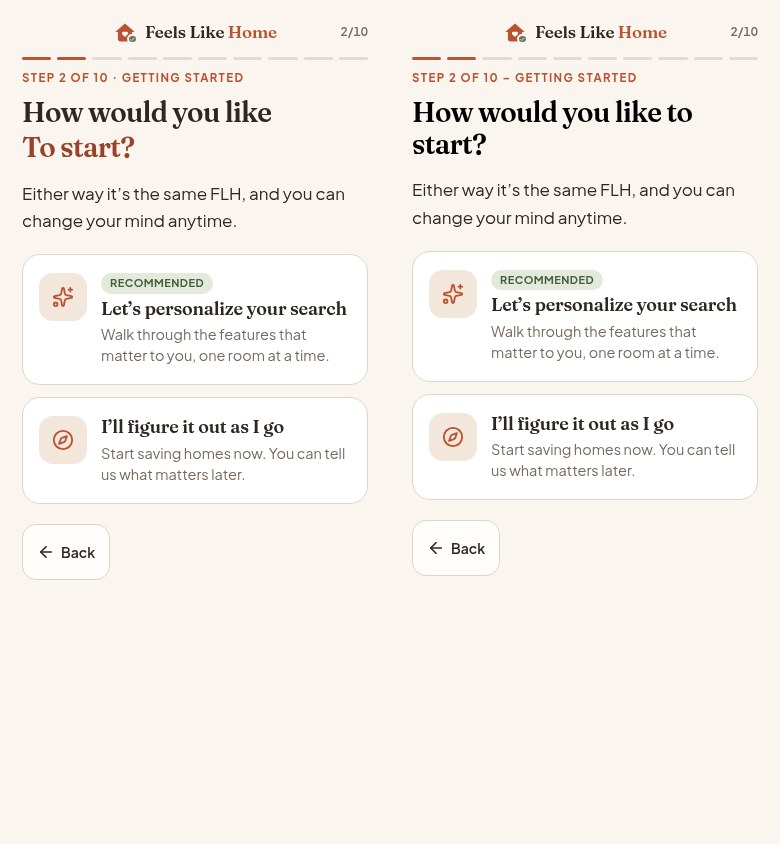 Feels Like Home
2/10
STEP 2 OF 10 · GETTING STARTED
How would you like
To start?
Either way it’s the same FLH, and you can
change your mind anytime.
RECOMMENDED
Let’s personalize your search
Walk through the features that
matter to you, one room at a time.
I’ll figure it out as I go
Start saving homes now. You can tell
us what matters later.
Back
Feels Like Home
2/10
STEP 2 OF 10 – GETTING STARTED
How would you like to
start?
Either way it’s the same FLH, and you can
change your mind anytime.
RECOMMENDED
Let’s personalize your search
Walk through the features that
matter to you, one room at a time.
I’ll figure it out as I go
Start saving homes now. You can tell
us what matters later.
Back